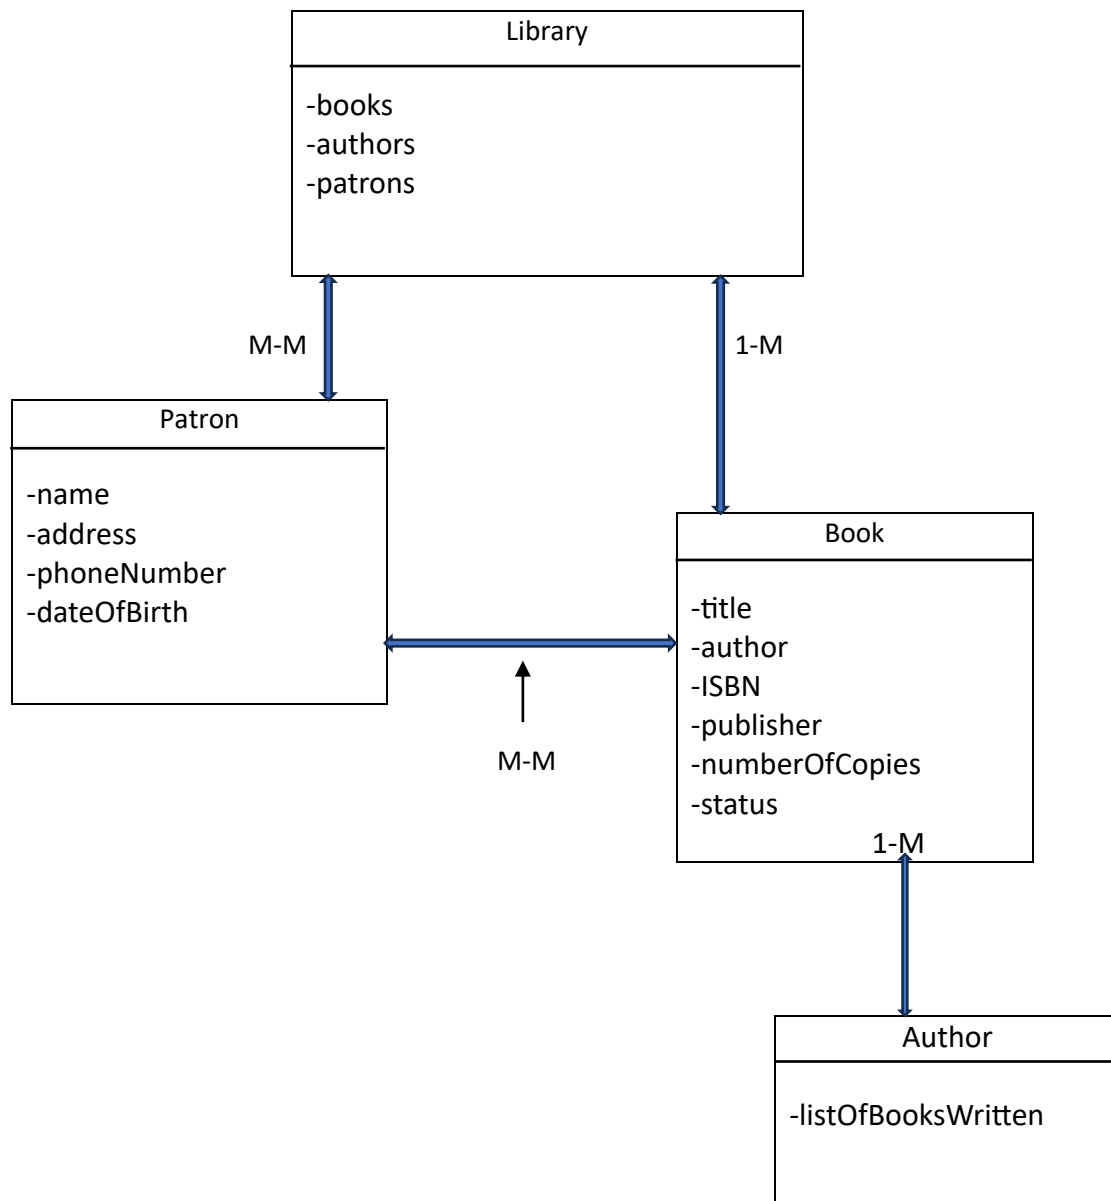 Library
-books
-authors
-patrons
M-M
1-M
Patron
-name
-address
-phoneNumber
-dateOfBirth
M-M
Book
-title
-author
-ISBN
-publisher
-numberOfCopies
-status
1-M
Author
-listOfBooksWritten